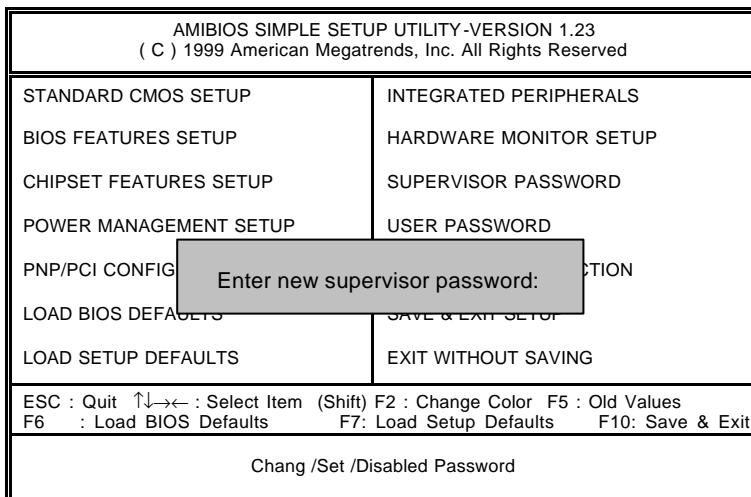 AMIBIOS SIMPLE SETUP UTILITY-VERSION 1.23
( C ) 1999 American Megatrends, Inc. All Rights Reserved
STANDARD CMOS SETUP
INTEGRATED PERIPHERALS
BIOS FEATURES SETUP
HARDWARE MONITOR SETUP
CHIPSET FEATURES SETUP
SUPERVISOR PASSWORD
POWER MANAGEMENT SETUP
USER PASSWORD
PNP/PCI
Enter new supervisor password:
LOAD BIOS
SAVE & EXIT SETUP
LOAD SETUP DEFAULTS
EXIT WITHOUT SAVING
ESC : Quit ↑↓→← : Select Item (Shift) F2 : Change Color F5 : Old Values
F6 : Load BIOS Defaults F7: Load Setup Defaults F10: Save & Exit
Chang /Set /Disabled Password